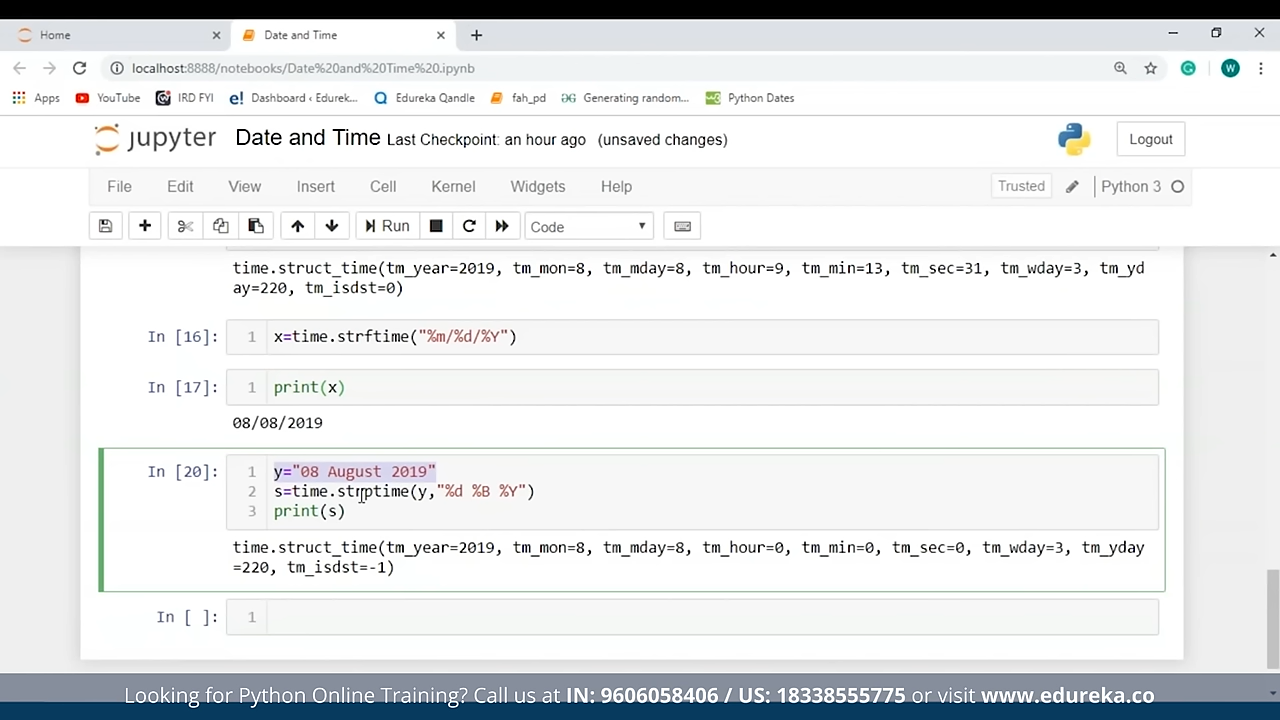 Home
Date and Time
localhost:8888/notebooks/Date%20and%20Time%20.ipynb
W
Apps
YouTube
IRD FYI
e! Dashboard ‹ Edurek...
Edureka Qandle
fah_pd
Generating random...
Python Dates
jupyter Date and Time Last Checkpoint: an hour ago (unsaved changes)
Logout
File Edit View Insert Cell Kernel Widgets Help
Trusted
Python 3
Run
Code
time.struct_time(tm_year=2019, tm_mon=8, tm_mday=8, tm_hour=9, tm_min=13, tm_sec=31, tm_wday=3, tm_yd
ay=220, tm_isdst=0)
In [16]: 1 x=time.strftime("%m/%d/%Y")
In [17]: 1 print(x)
08/08/2019
In [20]: 1 y="08 August 2019"
2 s=time.strptime(y,"%d %B %Y")
3 print(s)
time.struct_time(tm_year=2019, tm_mon=8, tm_mday=8, tm_hour=0, tm_min=0, tm_sec=0, tm_wday=3, tm_yday
=220, tm_isdst=-1)
In [ ]: 1
Looking for Python Online Training? Call us at IN: 9606058406 / US: 18338555775 or visit www.edureka.co